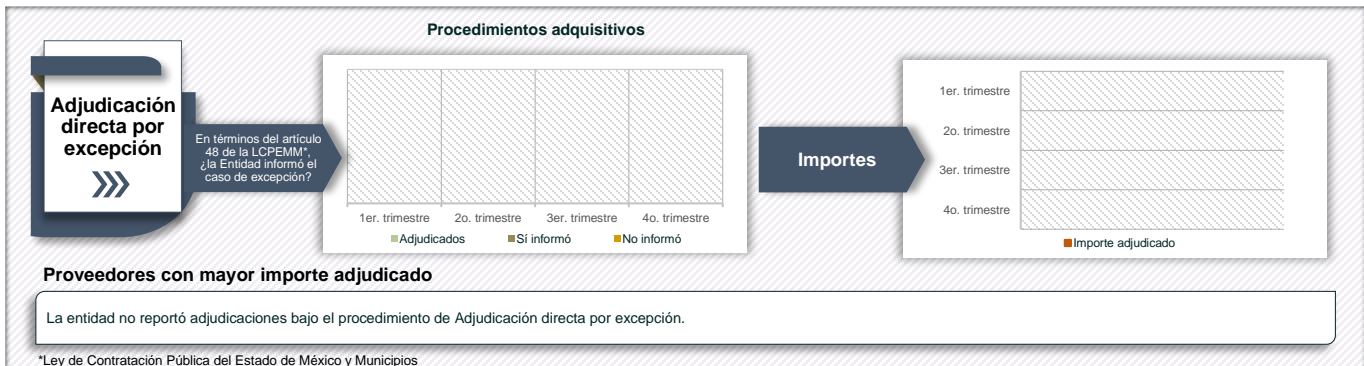 Procedimientos adquisitivos
Adjudicación
directa por
excepción
En términos del artículo
48 de la LCPEMM*,
¿la Entidad informó el
caso de excepción?
1er. trimestre 2o. trimestre 3er. trimestre 4o. trimestre
Adjudicados Sí informó No informó
Importes
1er. trimestre
2o. trimestre
3er. trimestre
4o. trimestre
Importe adjudicado
Proveedores con mayor importe adjudicado
La entidad no reportó adjudicaciones bajo el procedimiento de Adjudicación directa por excepción.
*Ley de Contratación Pública del Estado de México y Municipios